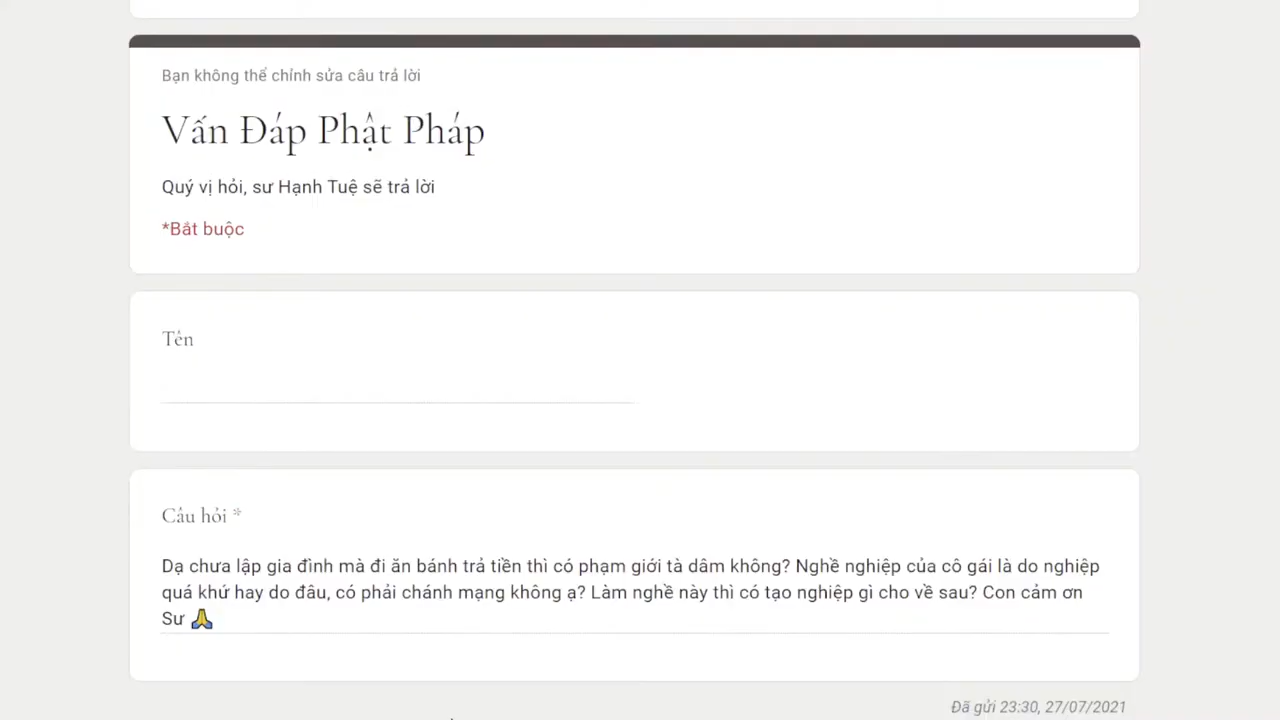 Bạn không thể chỉnh sửa câu trả lời
Vấn Đáp Phật Pháp
Quý vị hỏi, sư Hạnh Tuệ sẽ trả lời
*Bắt buộc
Tên
Câu hỏi *
Dạ chưa lập gia đình mà đi ăn bánh trả tiền thì có phạm giới tà dâm không? Nghề nghiệp của cô gái là do nghiệp
quá khứ hay do đâu, có phải chánh mạng không ạ? Làm nghề này thì có tạo nghiệp gì cho về sau? Con cảm ơn
Sư 🙏
Đã gửi 23:30, 27/07/2021